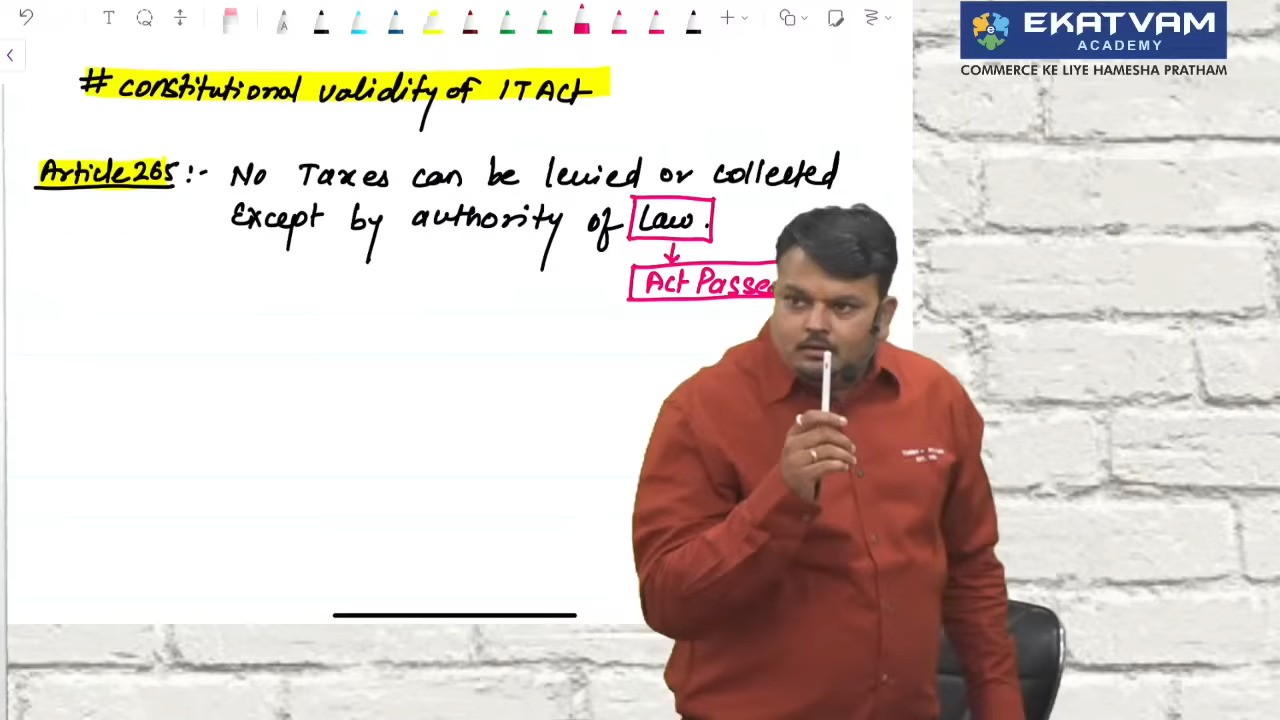 EKATVAM
ACADEMY
COMMERCE KE LIYE HAMESHA PRATHAM
# constitutional validity of IT Act
Article 265 :- No Taxes can be levied or collected
Except by authority of Law.
Act Passe